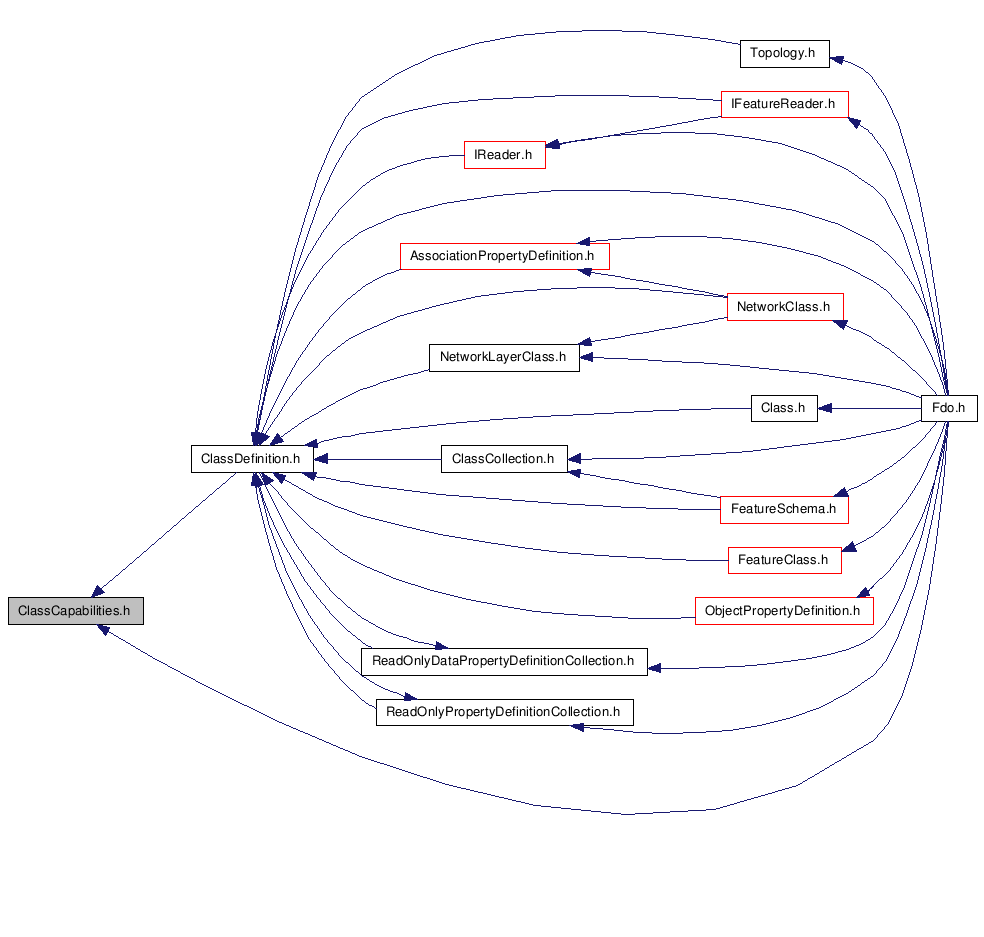 Topology.h
IFeatureReader.h
IReader.h
AssociationPropertyDefinition.h
NetworkClass.h
NetworkLayerClass.h
Class.h
Fdo.h
ClassDefinition.h
ClassCollection.h
FeatureSchema.h
FeatureClass.h
ClassCapabilities.h
ObjectPropertyDefinition.h
ReadOnlyDataPropertyDefinitionCollection.h
ReadOnlyPropertyDefinitionCollection.h